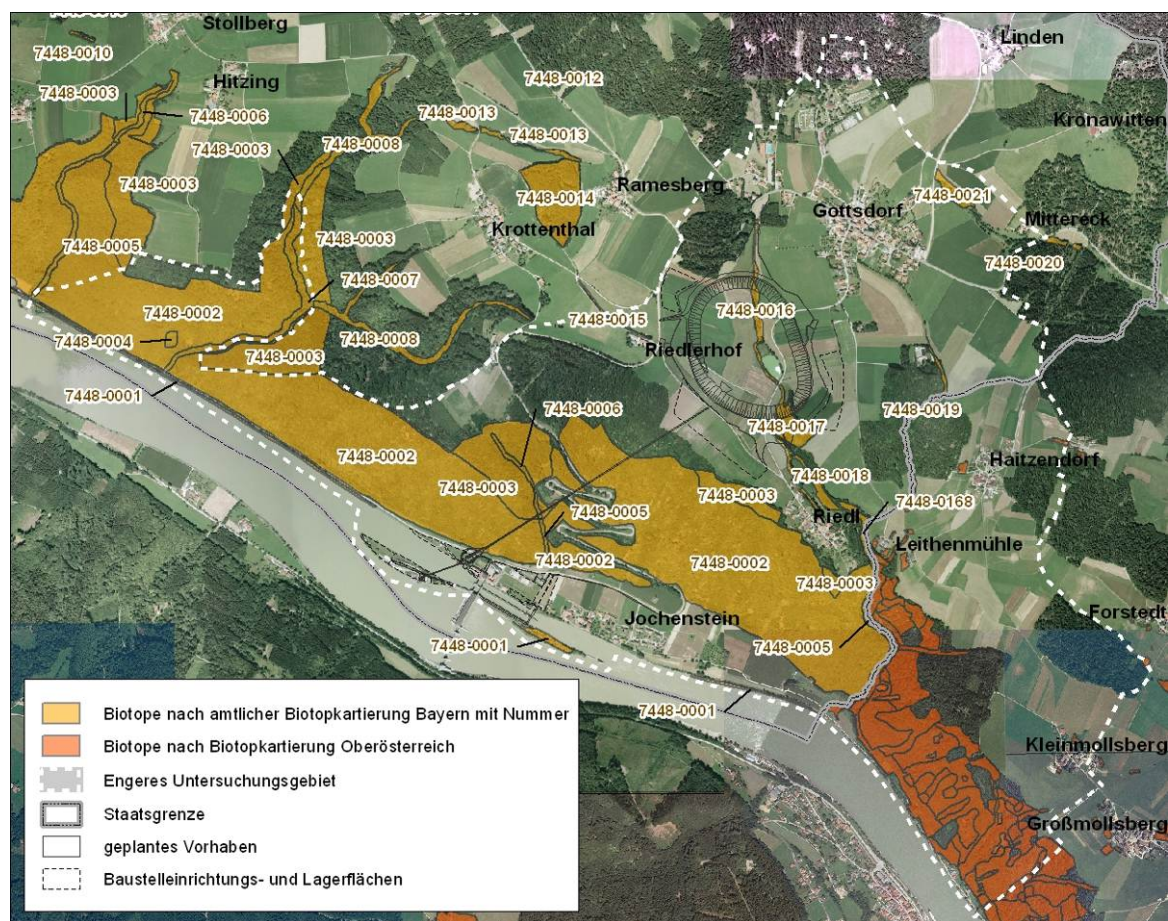 Stollberg
Linden
7448-0010
Hitzing
7448-0012
7448-0003
7448-0006
7448-0013
Kronawitten
7448-0013
7448-0008
7448-0003
7448-0003
Ramesberg
7448-0021
7448-0014
Gottsdorf
Mittereck
Krottenthal
7448-0003
7448-0005
7448-0020
7448-0007
7448-0002
7448-0016
7448-0015
7448-0004
7448-0008
Riedlerhof
7448-0003
7448-0001
7448-0006
7448-0019
7448-0017
7448-0002
Haitzendorf
7448-0018
7448-0003
7448-0003
7448-0168
7448-0005
Riedl
Leithenmühle
7448-0002
7448-0002
7448-0003
Jochenstein
Forstedt
7448-0001
7448-0005
7448-0001
Biotope nach amtlicher Biotopkartierung Bayern mit Nummer
Biotope nach Biotopkartierung Oberösterreich
Kleinmollsberg
Engeres Untersuchungsgebiet
Staatsgrenze
Großmollsberg
geplantes Vorhaben
Baustelleinrichtungs- und Lagerflächen